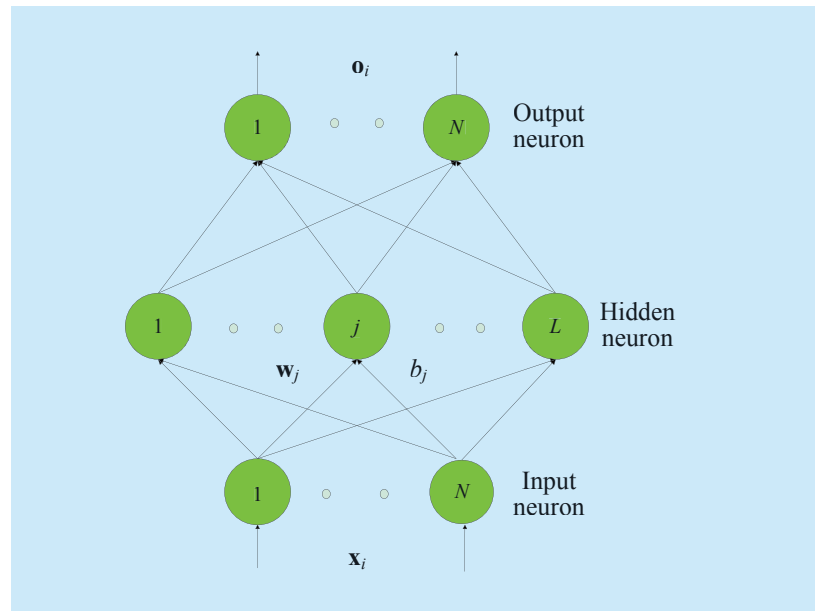 o_i
1
N
Output
neuron
1
j
L
Hidden
neuron
w_j
b_j
1
N
Input
neuron
x_i